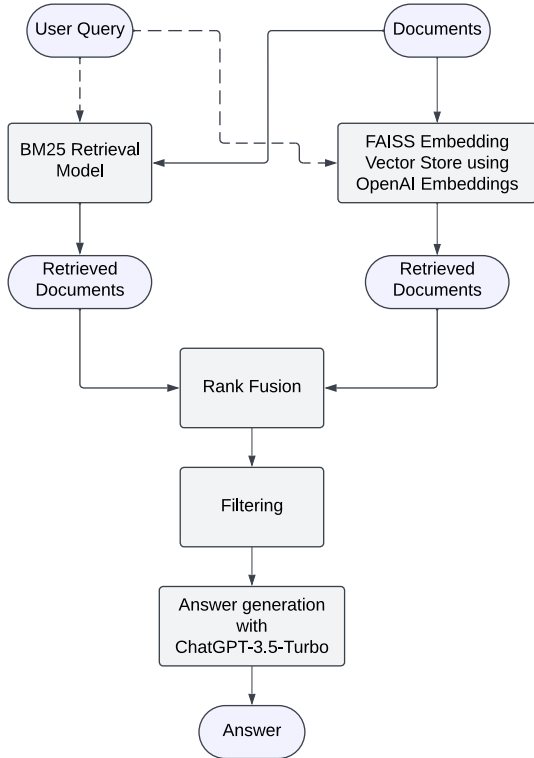 User Query
Documents
BM25 Retrieval
Model
FAISS Embedding
Vector Store using
OpenAI Embeddings
Retrieved
Documents
Retrieved
Documents
Rank Fusion
Filtering
Answer generation
with
ChatGPT-3.5-Turbo
Answer